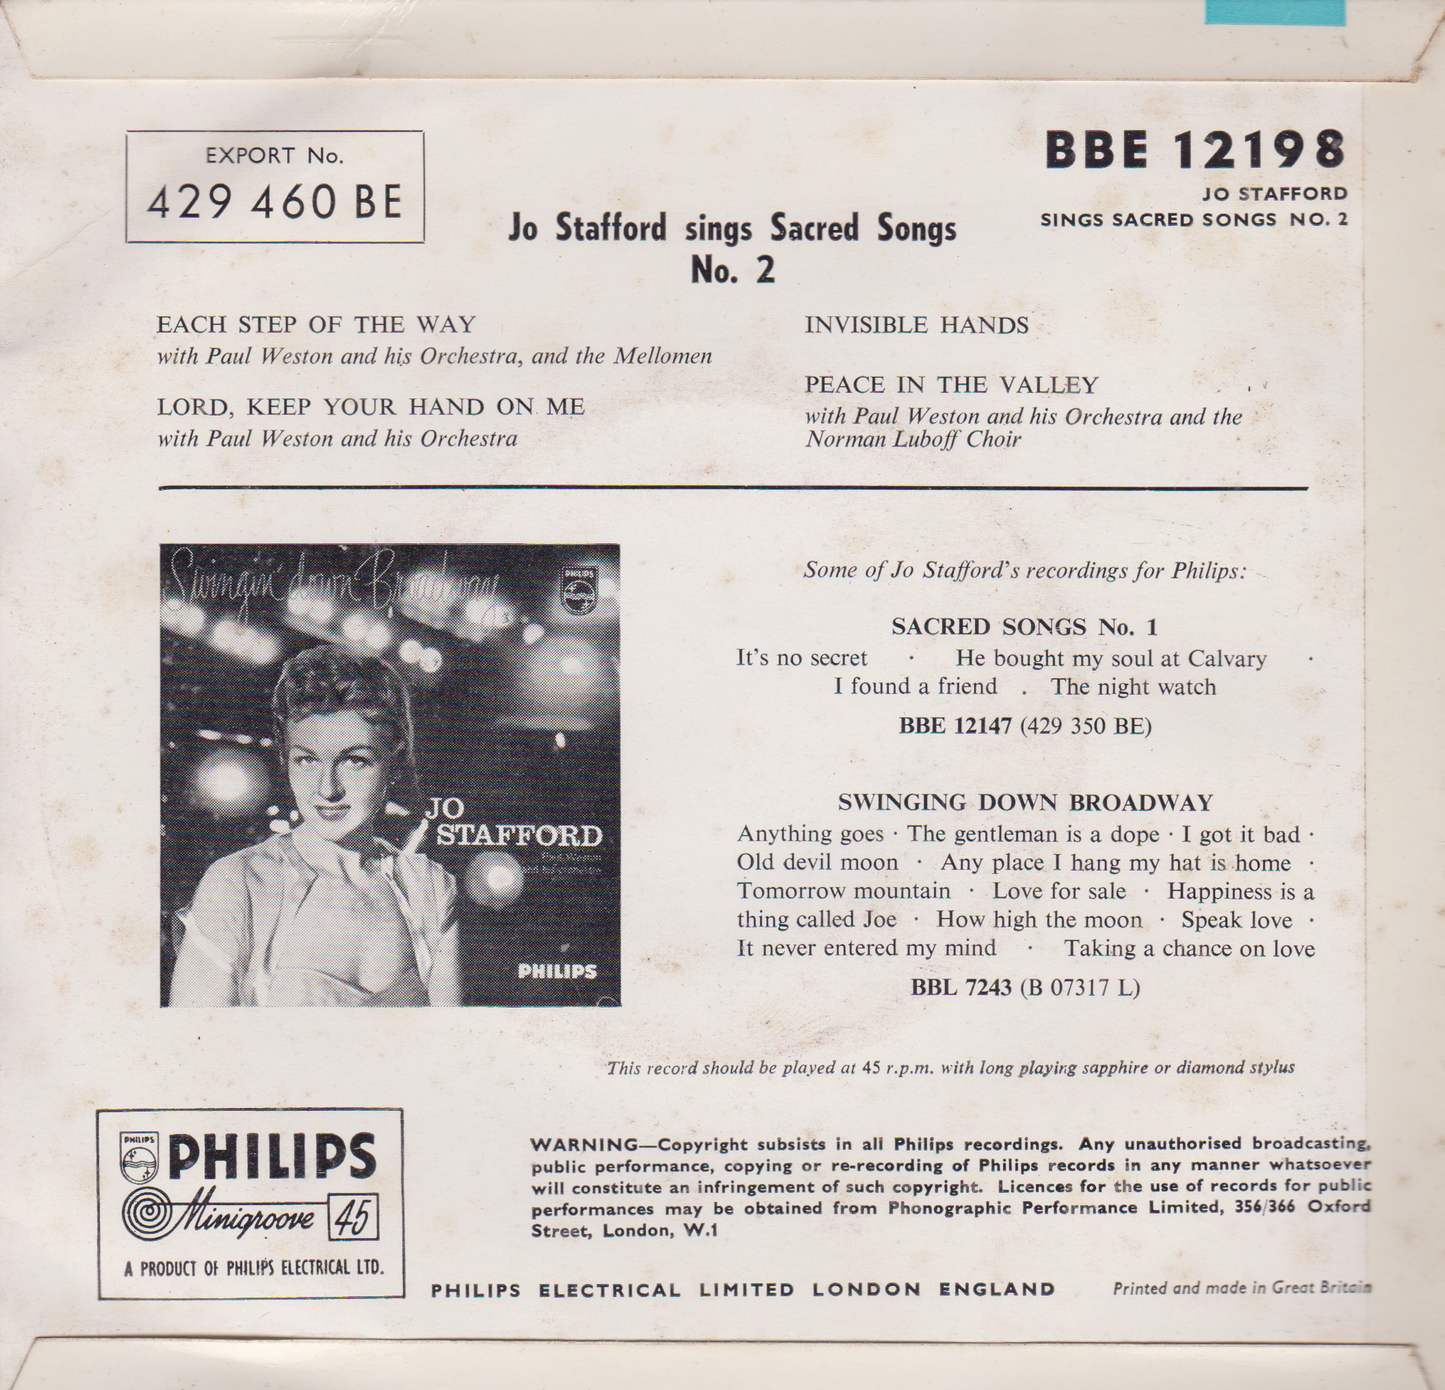 EXPORT No.
429 460 BE
BBE 12198
JO STAFFORD
SINGS SACRED SONGS NO. 2
Jo Stafford sings Sacred Songs
No. 2
EACH STEP OF THE WAY
with Paul Weston and his Orchestra, and the Mellomen
LORD, KEEP YOUR HAND ON ME
with Paul Weston and his Orchestra
INVISIBLE HANDS
PEACE IN THE VALLEY
with Paul Weston and his Orchestra and the
Norman Luboff Choir
Swingin' down Broadway
PHILIPS
JO
STAFFORD
Paul Weston
and his orchestra
PHILIPS
Some of Jo Stafford's recordings for Philips:
SACRED SONGS No. 1
It's no secret · He bought my soul at Calvary ·
I found a friend . The night watch
BBE 12147 (429 350 BE)
SWINGING DOWN BROADWAY
Anything goes · The gentleman is a dope · I got it bad ·
Old devil moon · Any place I hang my hat is home ·
Tomorrow mountain · Love for sale · Happiness is a
thing called Joe · How high the moon · Speak love ·
It never entered my mind · Taking a chance on love
BBL 7243 (B 07317 L)
This record should be played at 45 r.p.m. with long playing sapphire or diamond stylus
PHILIPS
PHILIPS
Minigroove 45
A PRODUCT OF PHILIPS ELECTRICAL LTD.
WARNING—Copyright subsists in all Philips recordings. Any unauthorised broadcasting,
public performance, copying or re-recording of Philips records in any manner whatsoever
will constitute an infringement of such copyright. Licences for the use of records for public
performances may be obtained from Phonographic Performance Limited, 356/366 Oxford
Street, London, W.1
PHILIPS ELECTRICAL LIMITED LONDON ENGLAND
Printed and made in Great Britain